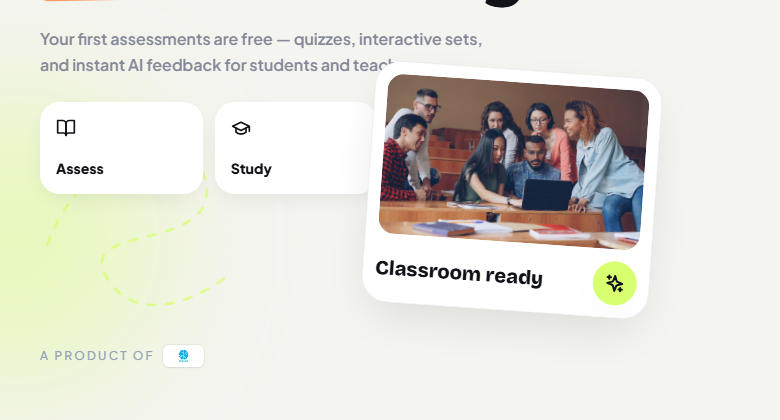 Your first assessments are free — quizzes, interactive sets,
and instant AI feedback for students and
Assess
Study
Classroom ready
A PRODUCT OF